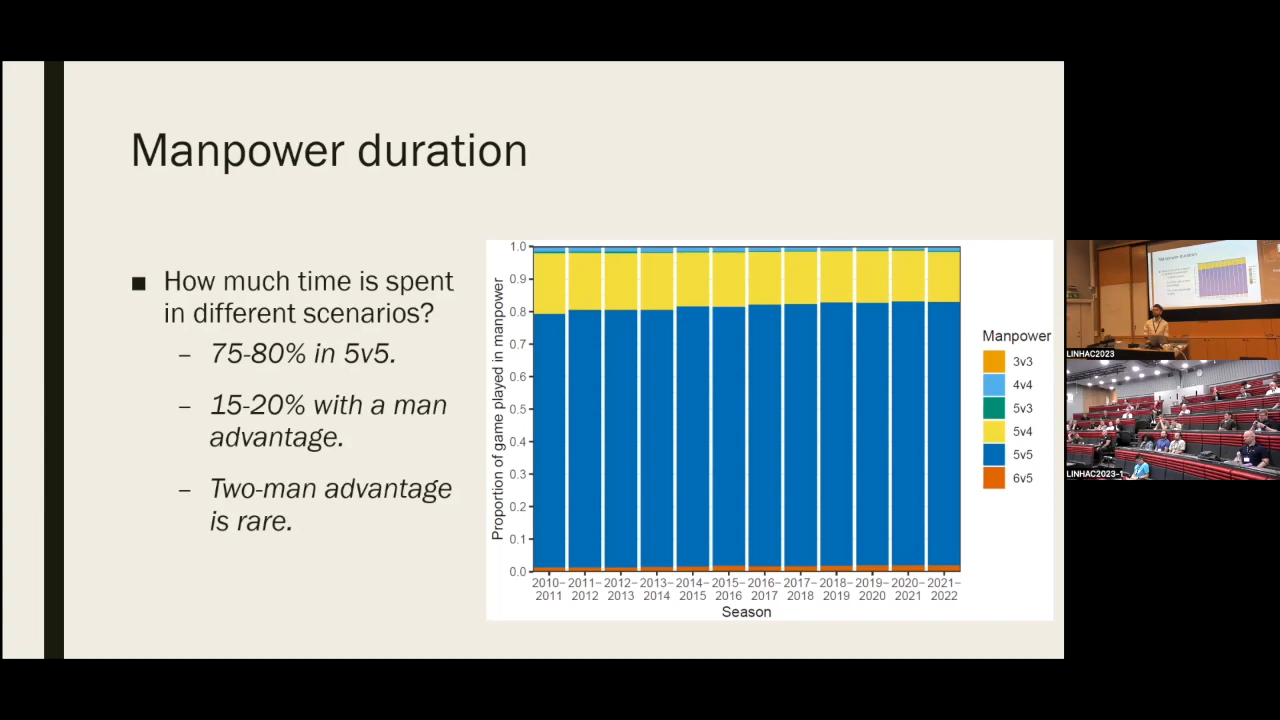 Manpower duration
■ How much time is spent
in different scenarios?
– 75-80% in 5v5.
– 15-20% with a man
advantage.
– Two-man advantage
is rare.
Proportion of game played in manpower
1.0
0.9
0.8
0.7
0.6
0.5
0.4
0.3
0.2
0.1
0.0
2010– 2011– 2012– 2013– 2014– 2015– 2016– 2017– 2018– 2019– 2020– 2021–
2011 2012 2013 2014 2015 2016 2017 2018 2019 2020 2021 2022
Season
Manpower
3v3
4v4
5v3
5v4
5v5
6v5
Manpower duration
LINHAC2023
LINHAC2023-1